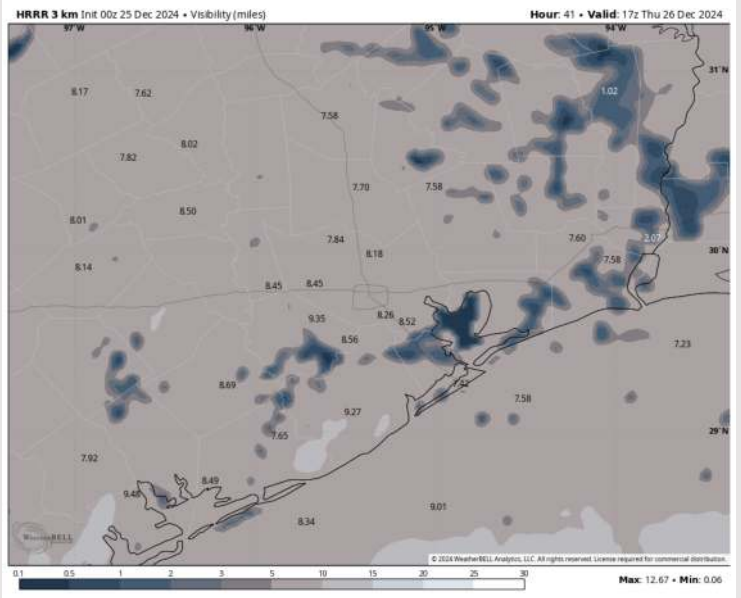 HRRR 3 km Init 00z 25 Dec 2024 • Visibility (miles)
Hour: 41 • Valid: 17z Thu 26 Dec 2024
97°W 96°W 95°W 94°W
31°N
8.17 7.62 1.02
7.58
8.02
7.82
7.70 7.58
8.50
8.01
7.84 7.60 2.07
30°N
8.18
7.58
8.14
8.45 8.45
8.26
9.35 8.52
8.56
7.23
8.69 7.42
7.58
9.27
7.65
29°N
7.92
8.49
9.48
9.01
8.34
WeatherBELL
© 2024 WeatherBELL Analytics, LLC. All rights reserved. License required for commercial distribution.
0.1 0.5 1 2 3 5 10 15 20 25 30
Max: 12.67 • Min: 0.06